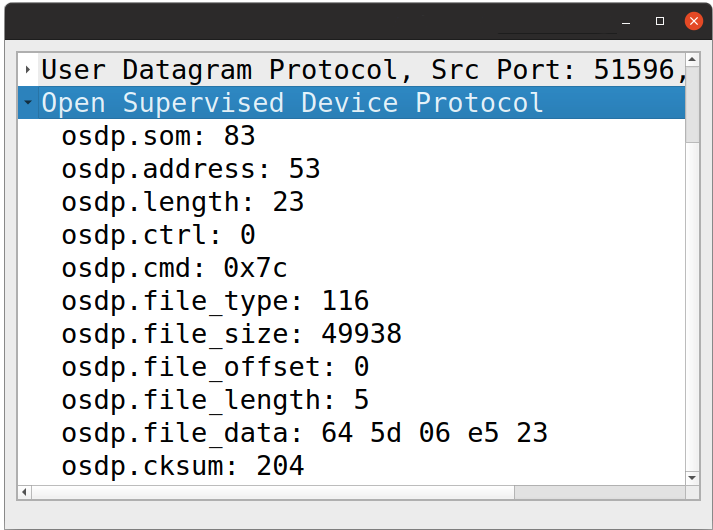 User Datagram Protocol, Src Port: 51596,
Open Supervised Device Protocol
osdp.som: 83
osdp.address: 53
osdp.length: 23
osdp.ctrl: 0
osdp.cmd: 0x7c
osdp.file_type: 116
osdp.file_size: 49938
osdp.file_offset: 0
osdp.file_length: 5
osdp.file_data: 64 5d 06 e5 23
osdp.cksum: 204